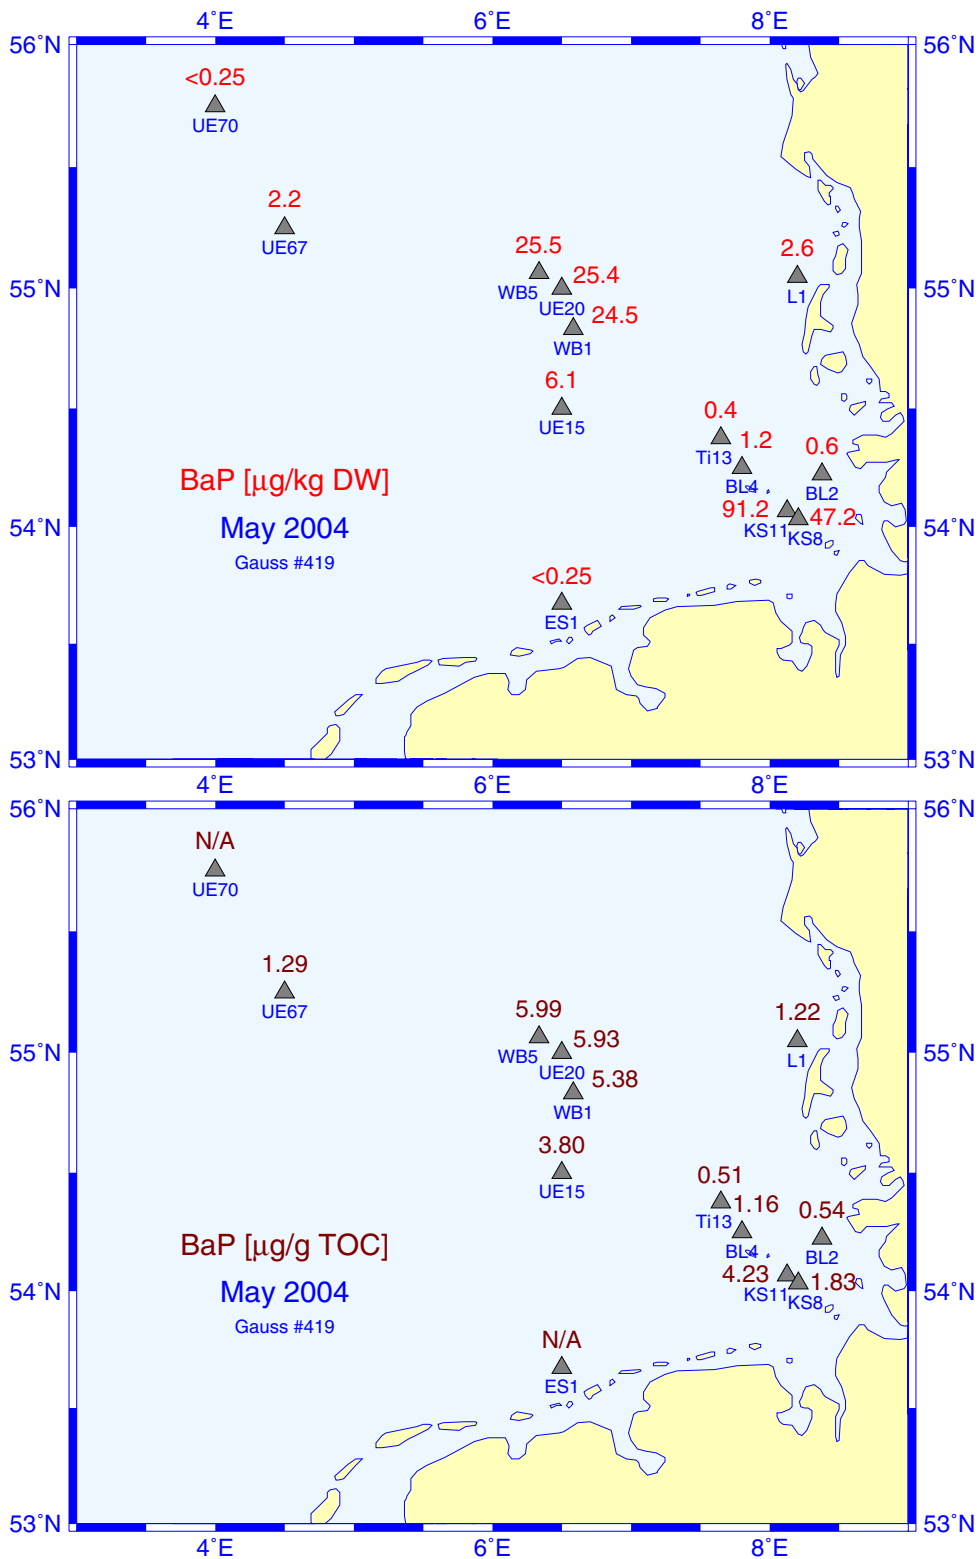 4˚E 6˚E 8˚E
56˚N 56˚N
<0.25
UE70
2.2
UE67
25.5
WB5
25.4
UE20
24.5
WB1
2.6
L1
55˚N 55˚N
6.1
UE15
0.4
Ti13
1.2
BL4
0.6
BL2
BaP [µg/kg DW]
May 2004
Gauss #419
91.2
KS11
47.2
KS8
54˚N 54˚N
<0.25
ES1
53˚N 53˚N
4˚E 6˚E 8˚E
56˚N 56˚N
N/A
UE70
1.29
UE67
5.99
WB5
5.93
UE20
5.38
WB1
1.22
L1
55˚N 55˚N
3.80
UE15
0.51
Ti13
1.16
BL4
0.54
BL2
BaP [µg/g TOC]
May 2004
Gauss #419
4.23
KS11
1.83
KS8
54˚N 54˚N
N/A
ES1
53˚N 53˚N
4˚E 6˚E 8˚E